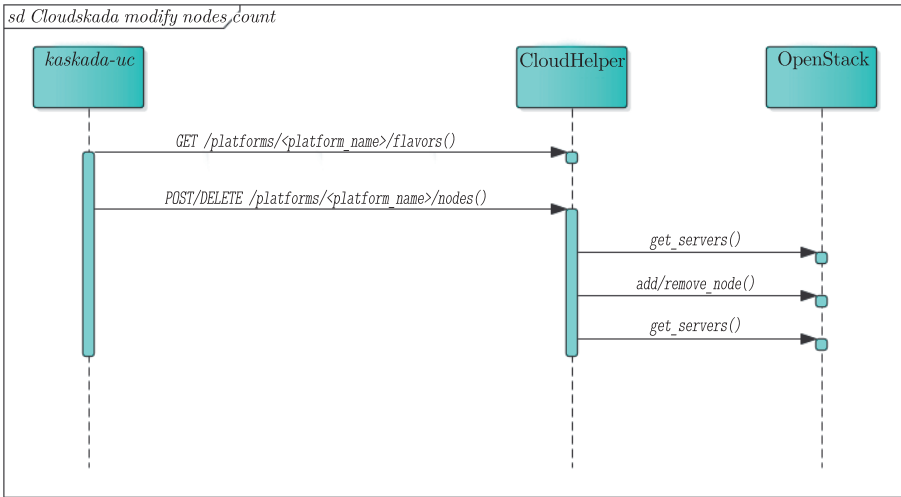 sd Cloudskada modify nodes count
kaskada-uc
CloudHelper
OpenStack
GET /platforms/<platform_name>/flavors()
POST/DELETE /platforms/<platform_name>/nodes()
get_servers()
add/remove_node()
get_servers()